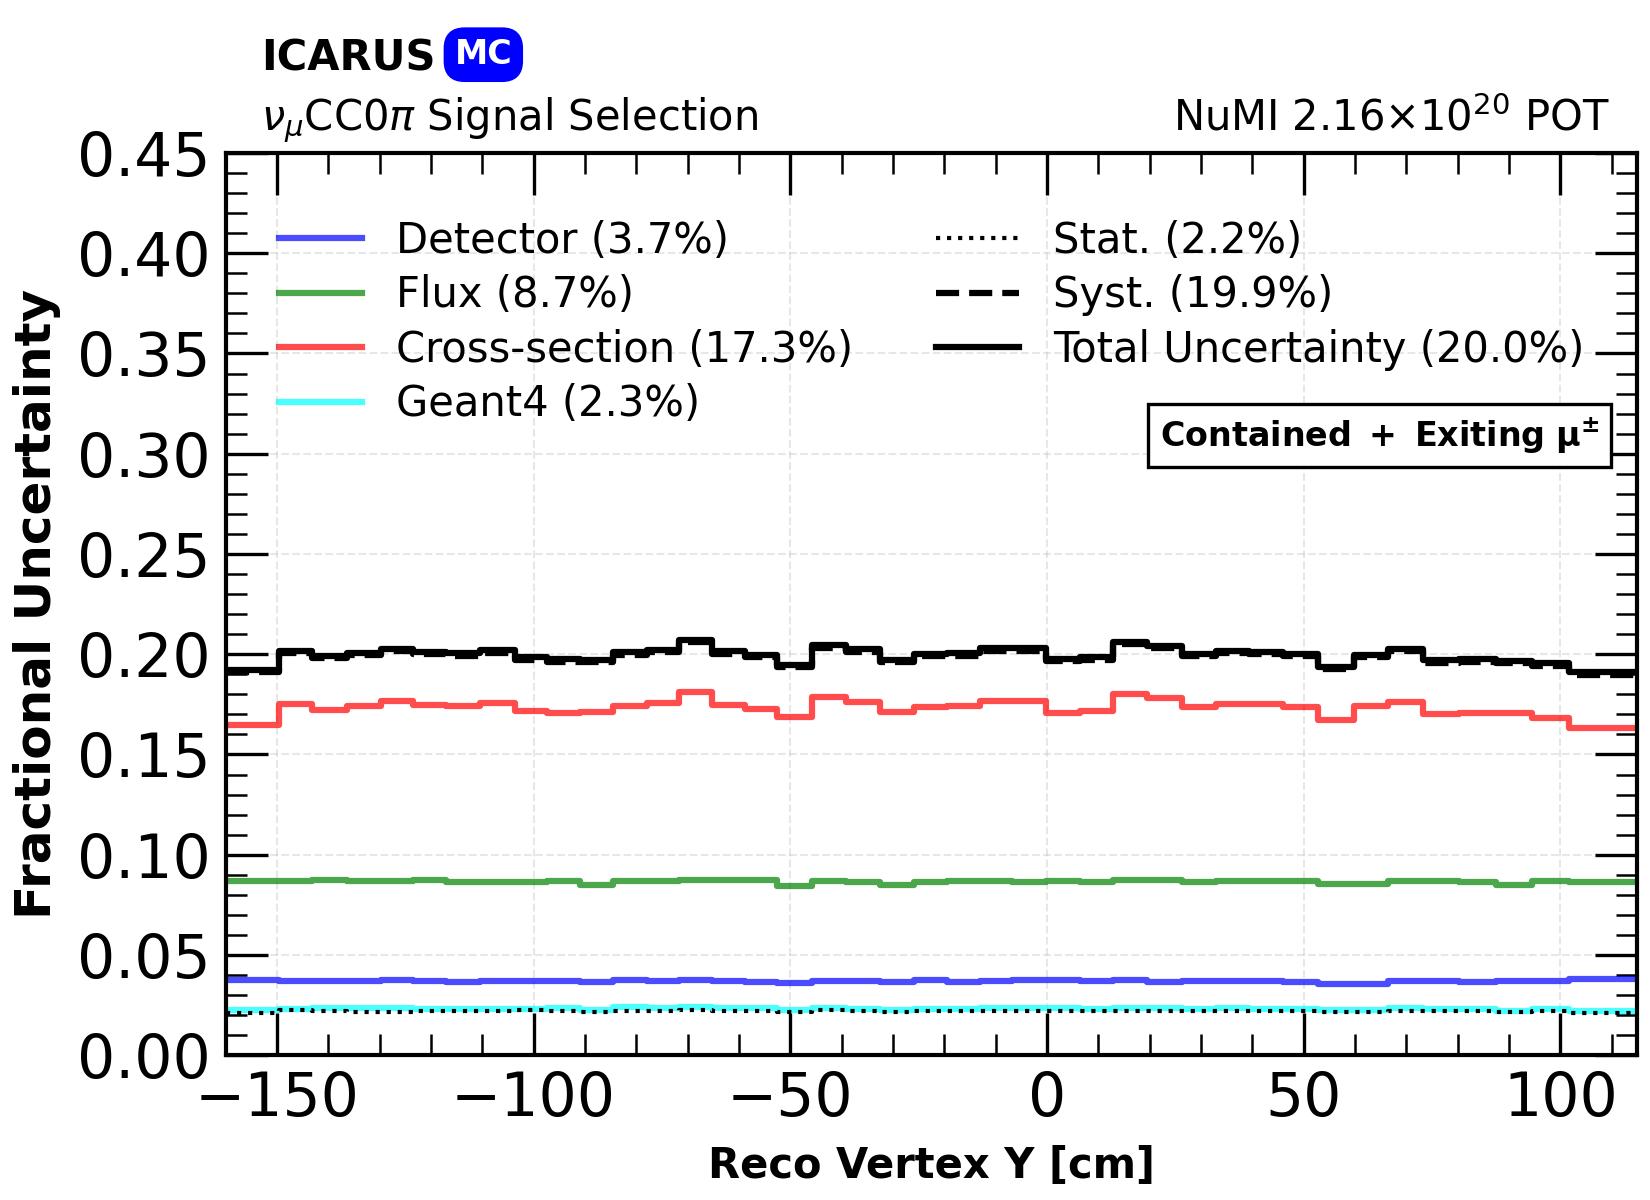 ICARUS MC
νμCC0π Signal Selection
NuMI 2.16×10²⁰ POT
Fractional Uncertainty
0.45
0.40
0.35
0.30
0.25
0.20
0.15
0.10
0.05
0.00
Detector (3.7%)
Flux (8.7%)
Cross-section (17.3%)
Geant4 (2.3%)
Stat. (2.2%)
Syst. (19.9%)
Total Uncertainty (20.0%)
Contained + Exiting μ±
−150 −100 −50 0 50 100
Reco Vertex Y [cm]